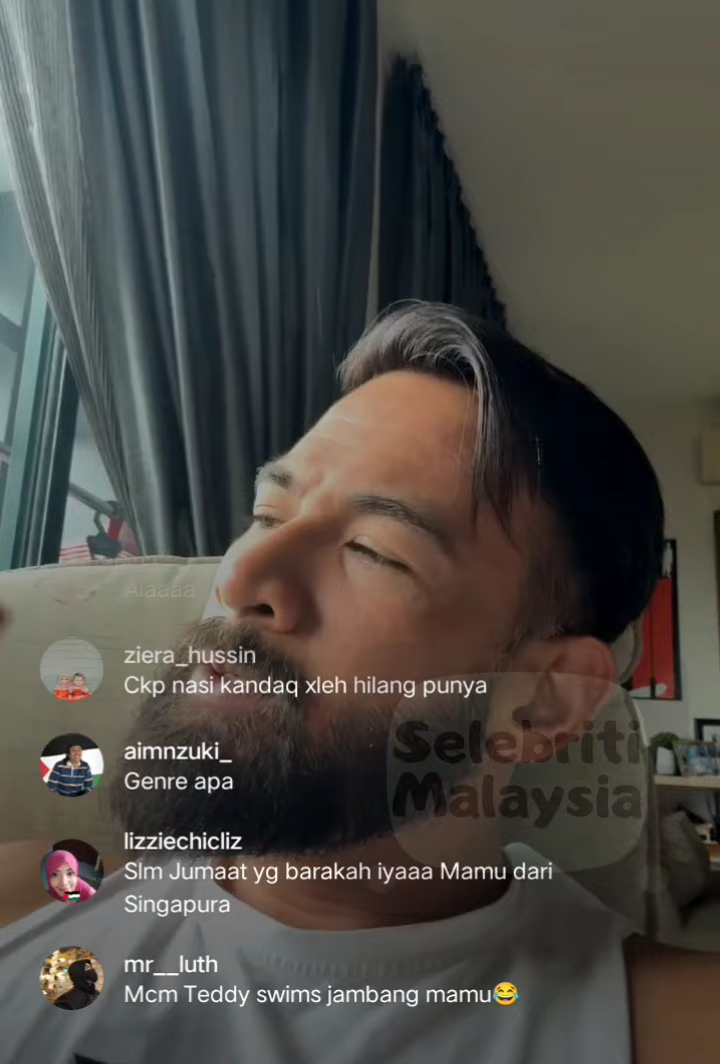 Alaaaa
ziera_hussin
Ckp nasi kandaq xleh hilang punya
aimnzuki_
Genre apa
Selebriti
Malaysia
lizziechicliz
Slm Jumaat yg barakah iyaaa Mamu dari
Singapura
mr__luth
Mcm Teddy swims jambang mamu😂